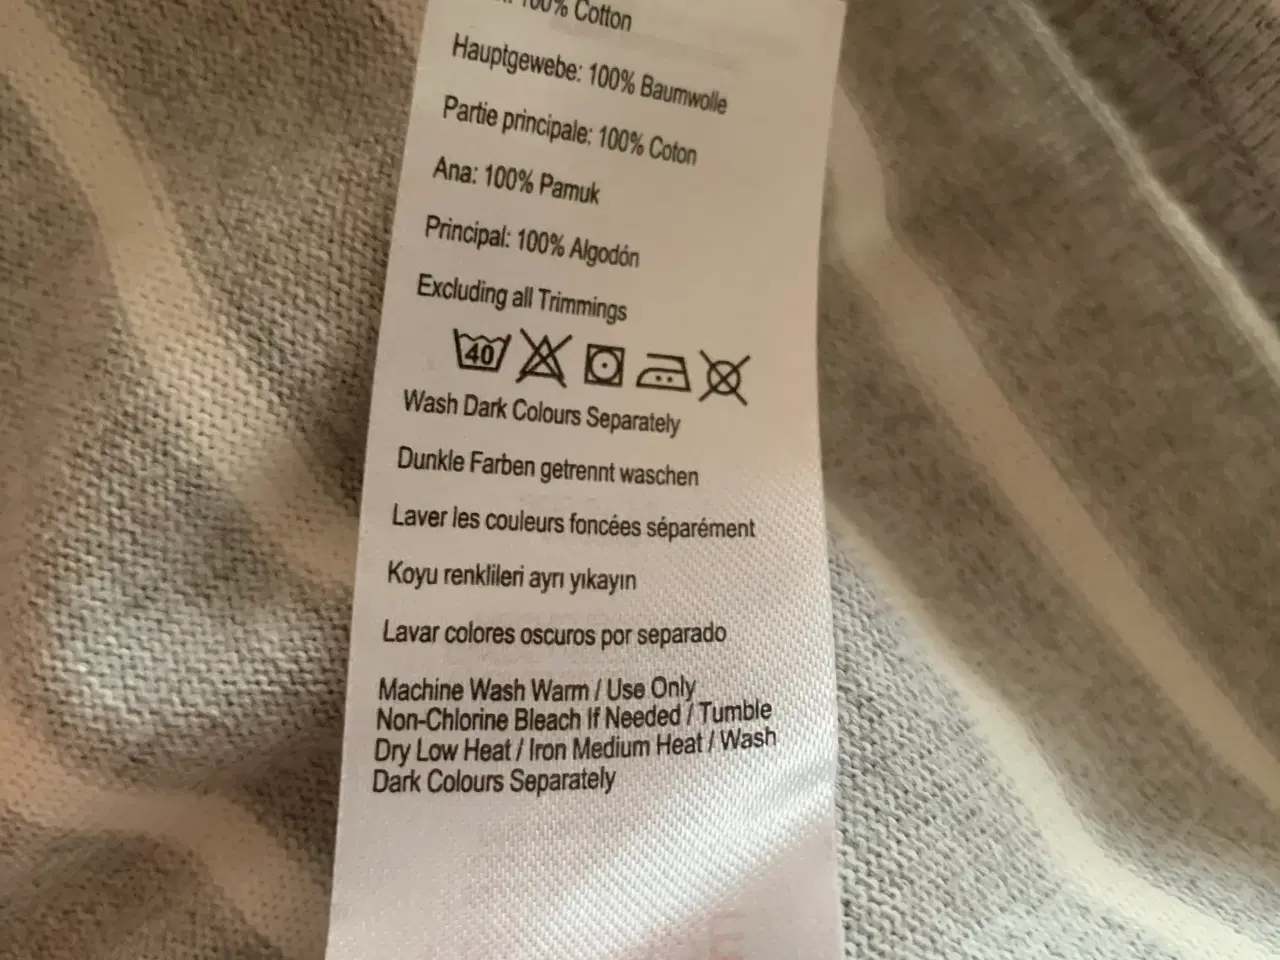 100% Cotton
Hauptgewebe: 100% Baumwolle
Partie principale: 100% Coton
Ana: 100% Pamuk
Principal: 100% Algodón
Excluding all Trimmings
40
Wash Dark Colours Separately
Dunkle Farben getrennt waschen
Laver les couleurs foncées séparément
Koyu renklileri ayrı yıkayın
Lavar colores oscuros por separado
Machine Wash Warm / Use Only
Non-Chlorine Bleach If Needed / Tumble
Dry Low Heat / Iron Medium Heat / Wash
Dark Colours Separately